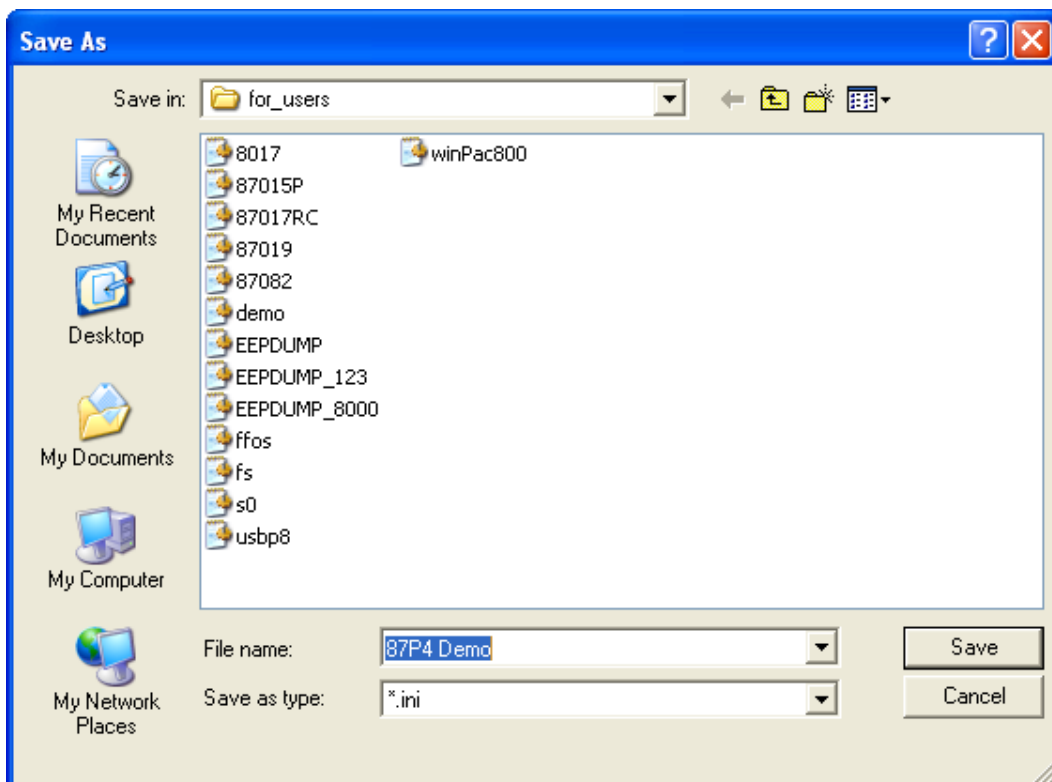 Save As
Save in: for_users
8017 winPac800
87015P
87017RC
87019
87082
demo
EEPDUMP
EEPDUMP_123
EEPDUMP_8000
ffos
fs
s0
usbp8
My Recent
Documents
Desktop
My Documents
My Computer
My Network
Places
File name: 87P4 Demo Save
Save as type: *.ini Cancel